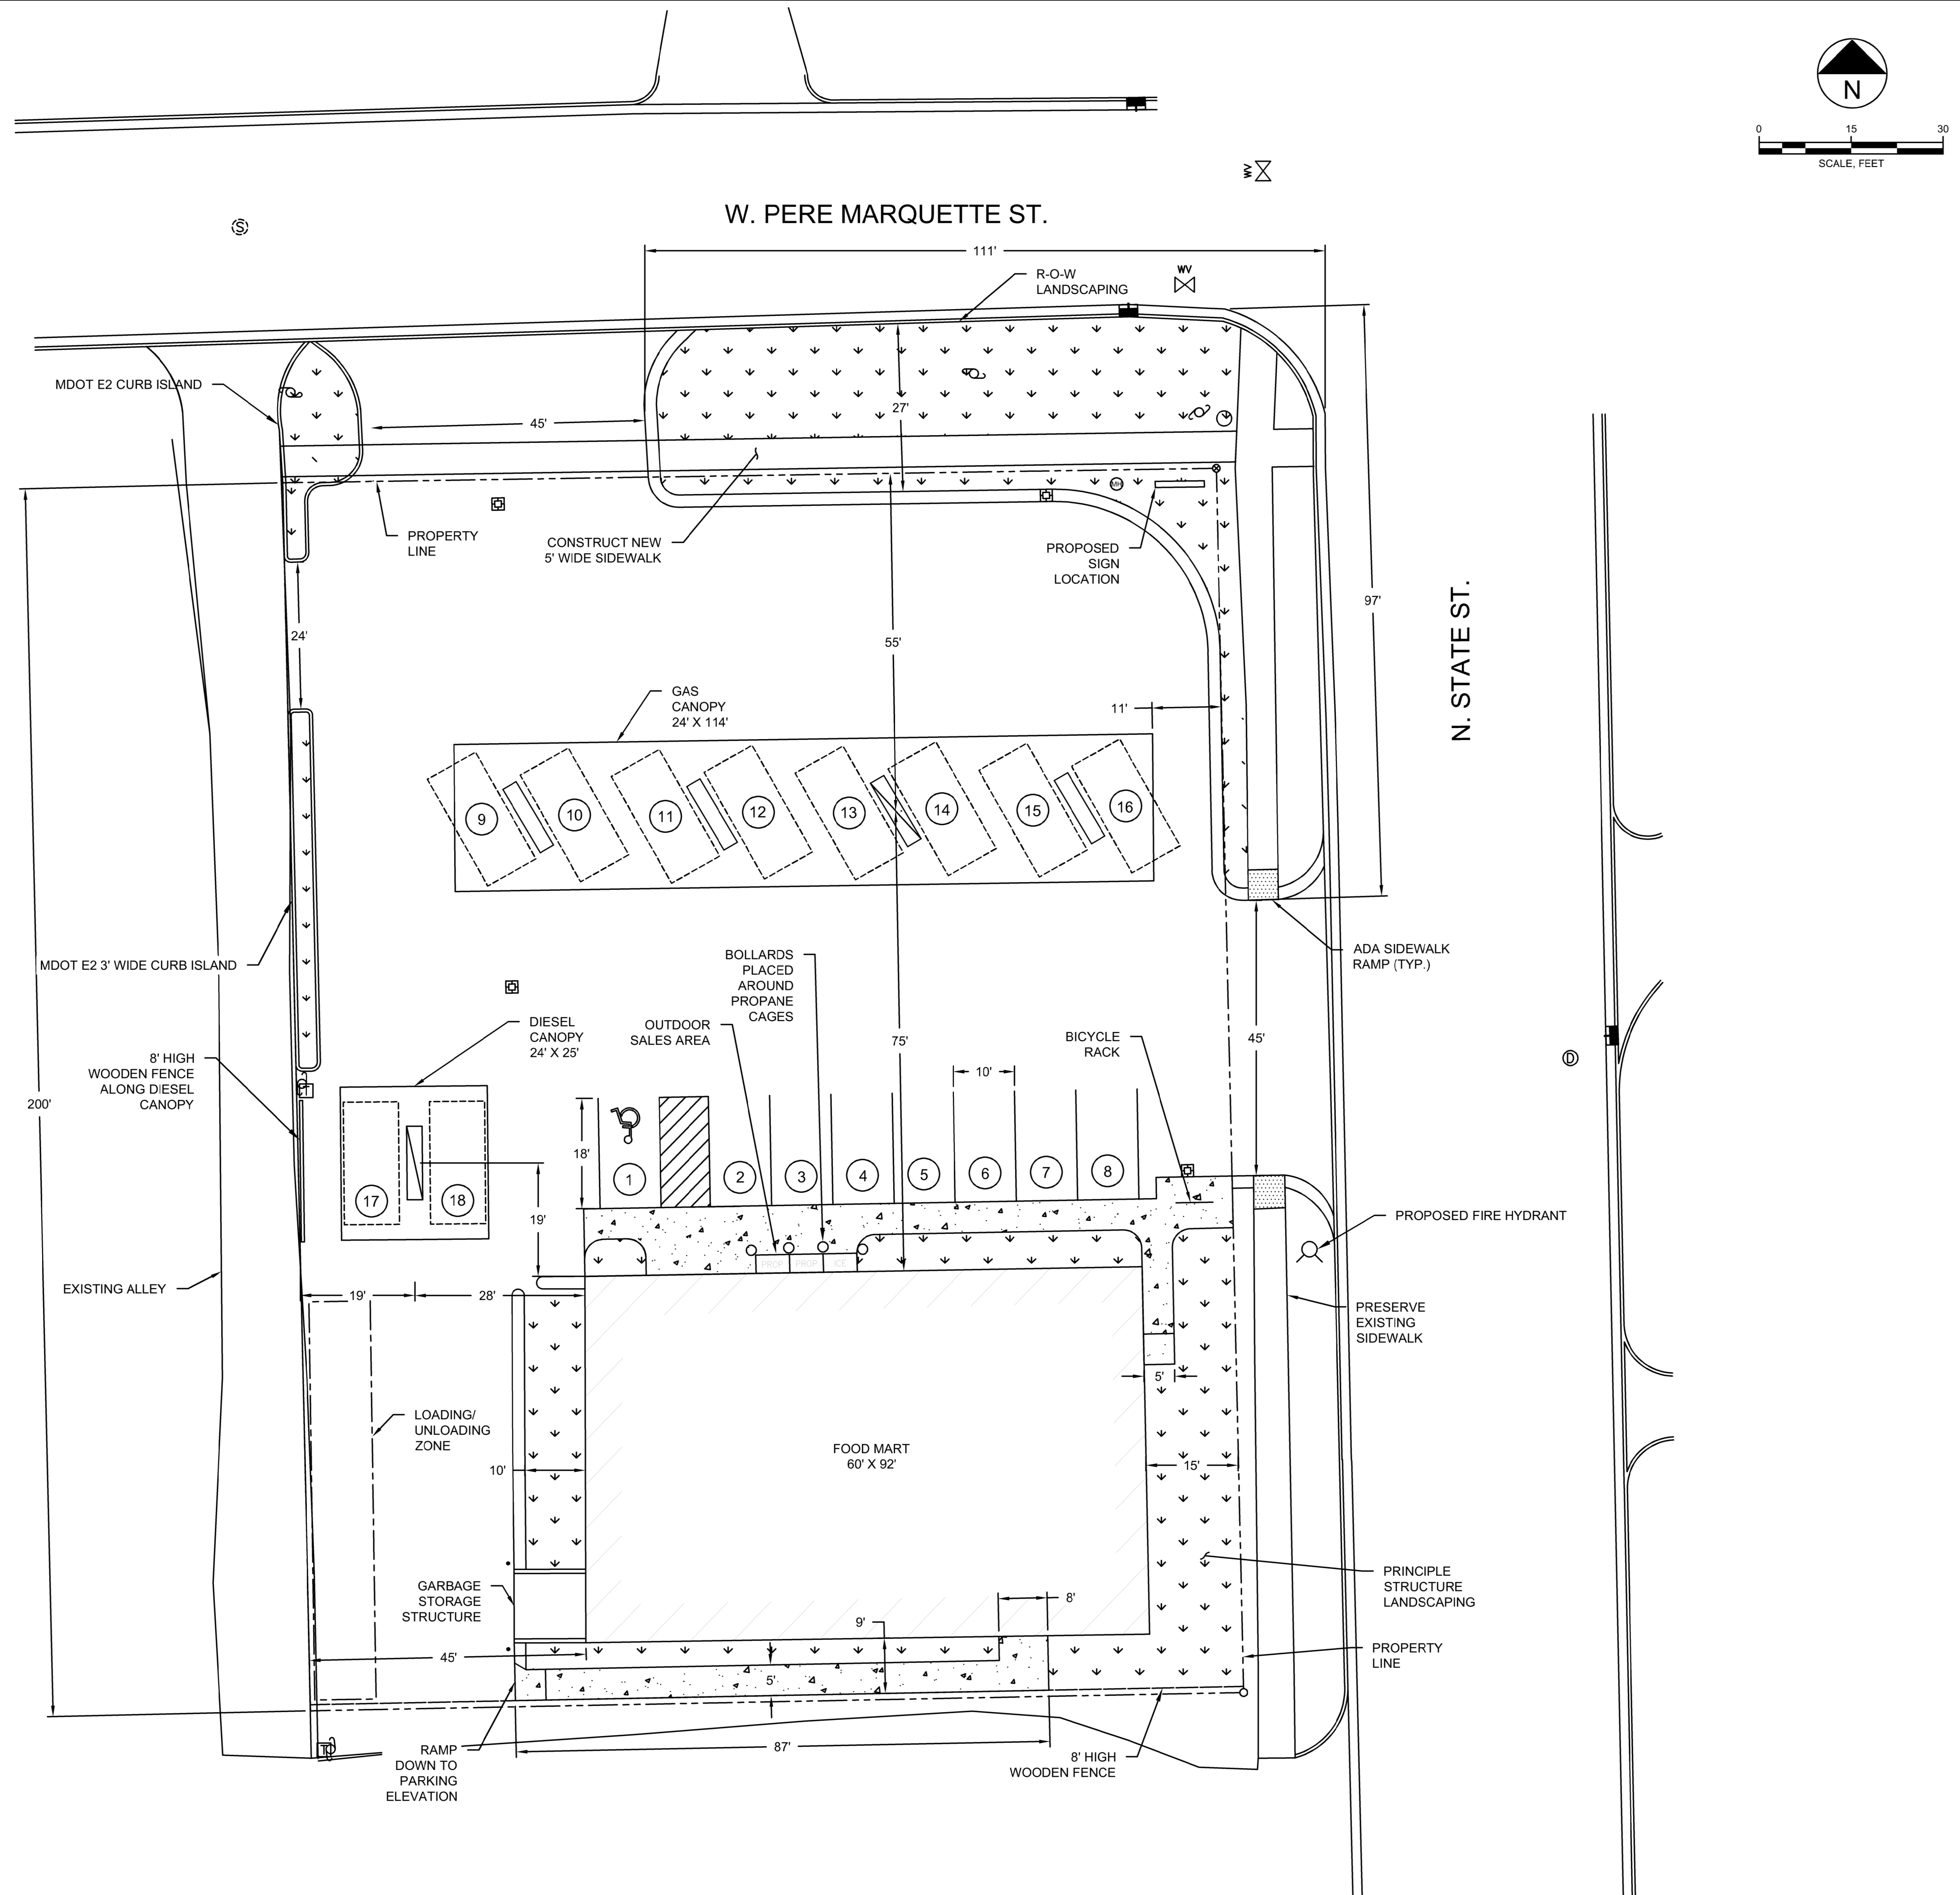 N
0 15 30
SCALE, FEET
WV
W. PERE MARQUETTE ST.
S
111'
WV
R-O-W
LANDSCAPING
MDOT E2 CURB ISLAND
45'
27'
MH
PROPERTY
LINE
CONSTRUCT NEW
5' WIDE SIDEWALK
PROPOSED
SIGN
LOCATION
97'
N. STATE ST.
24'
55'
GAS
CANOPY
24' X 114'
11'
9 10 11 12 13 14 15 16
MDOT E2 3' WIDE CURB ISLAND
ADA SIDEWALK
RAMP (TYP.)
BOLLARDS
PLACED
AROUND
PROPANE
CAGES
DIESEL
CANOPY
24' X 25'
OUTDOOR
SALES AREA
75'
BICYCLE
RACK
45'
D
8' HIGH
WOODEN FENCE
ALONG DIESEL
CANOPY
T
200'
10'
18'
1 2 3 4 5 6 7 8
17 18
19'
PROPOSED FIRE HYDRANT
PROP PROP ICE
EXISTING ALLEY
19' 28'
PRESERVE
EXISTING
SIDEWALK
5'
LOADING/
UNLOADING
ZONE
FOOD MART
60' X 92'
10'
15'
GARBAGE
STORAGE
STRUCTURE
PRINCIPLE
STRUCTURE
LANDSCAPING
8'
9'
45'
5'
PROPERTY
LINE
T
RAMP
DOWN TO
PARKING
ELEVATION
87'
8' HIGH
WOODEN FENCE